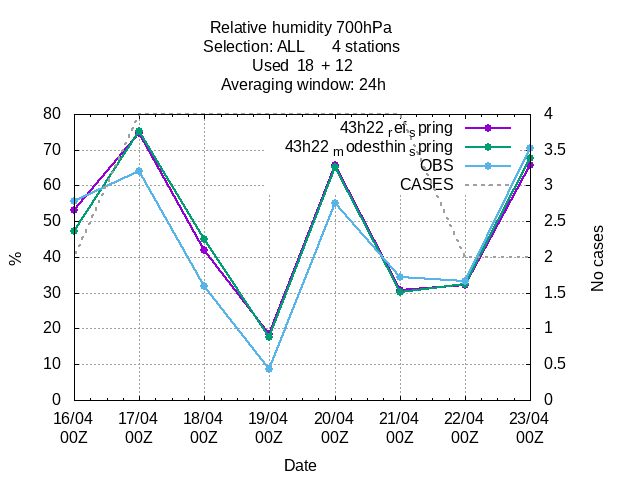 Relative humidity 700hPa
Selection: ALL 4 stations
Used 18 + 12
Averaging window: 24h
80
70
60
50
40
30
20
10
0
%
4
3.5
3
2.5
2
1.5
1
0.5
0
No cases
43h22 refspring
43h22 modesthinspring
OBS
CASES
16/04 17/04 18/04 19/04 20/04 21/04 22/04 23/04
00Z 00Z 00Z 00Z 00Z 00Z 00Z 00Z
Date